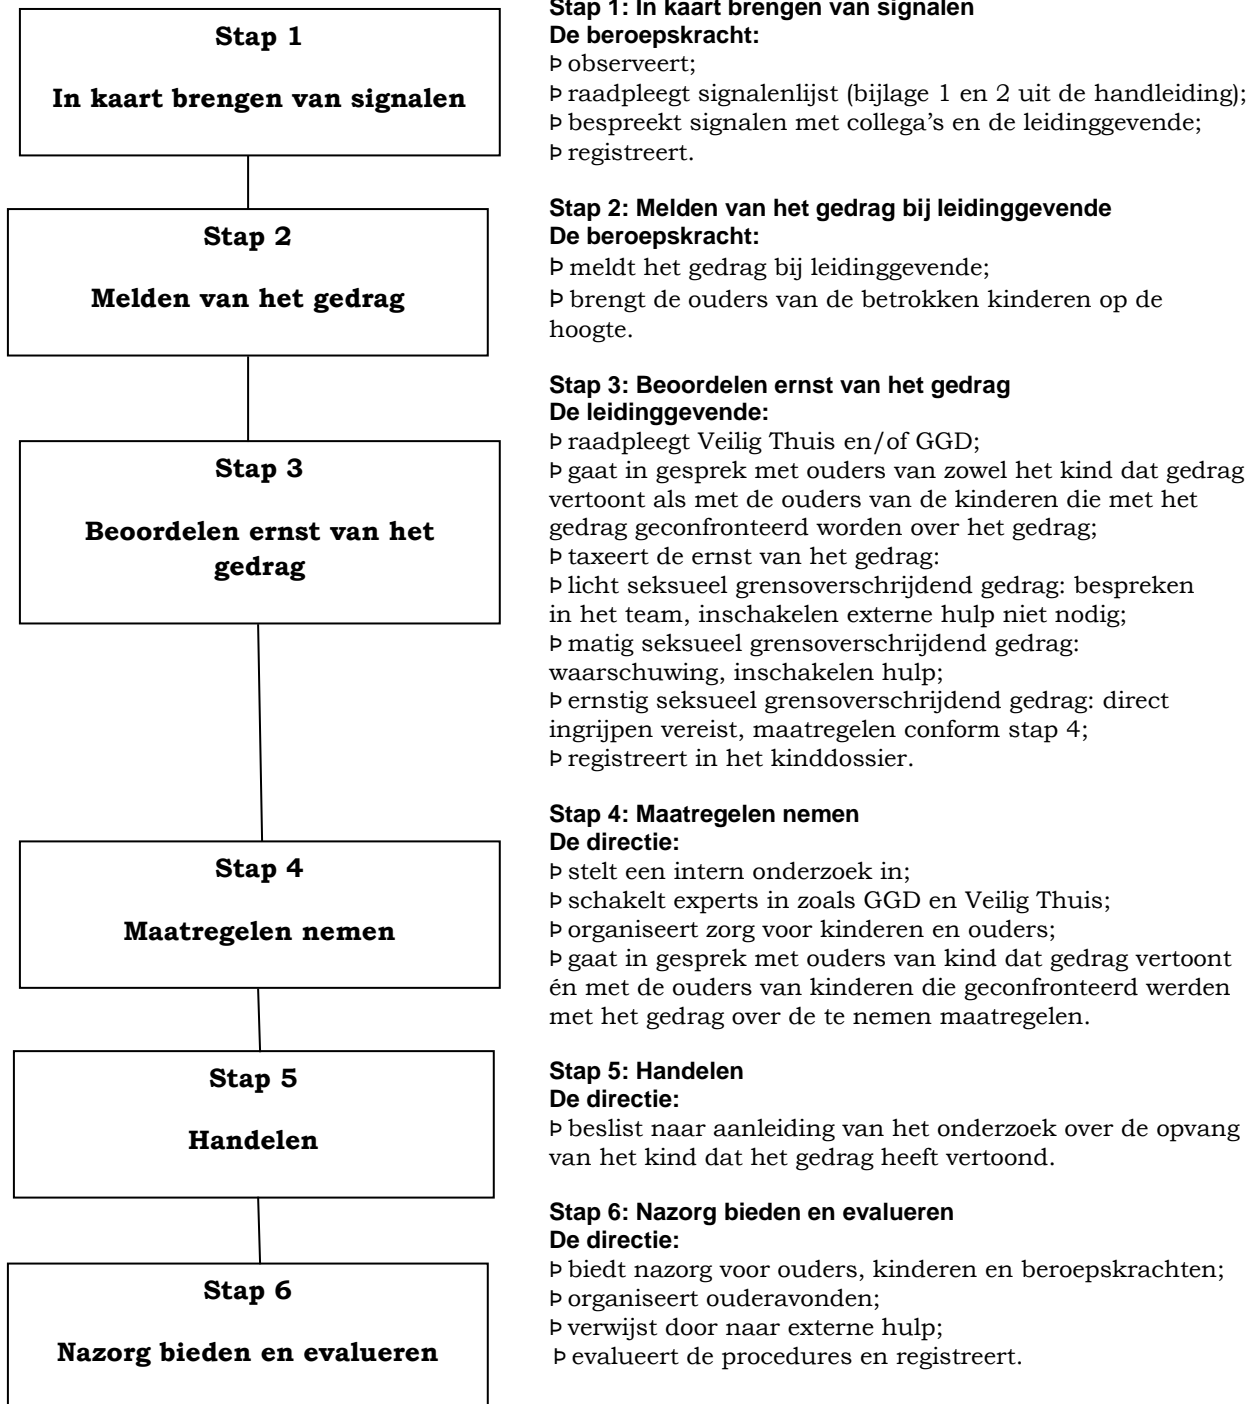 Stap 1
In kaart brengen van signalen
Stap 2
Melden van het gedrag
Stap 3
Beoordelen ernst van het
gedrag
Stap 4
Maatregelen nemen
Stap 5
Handelen
Stap 6
Nazorg bieden en evalueren
Stap 1: In kaart brengen van signalen
De beroepskracht:
Þ observeert;
Þ raadpleegt signalenlijst (bijlage 1 en 2 uit de handleiding);
Þ bespreekt signalen met collega's en de leidinggevende;
Þ registreert.
Stap 2: Melden van het gedrag bij leidinggevende
De beroepskracht:
Þ meldt het gedrag bij leidinggevende;
Þ brengt de ouders van de betrokken kinderen op de
hoogte.
Stap 3: Beoordelen ernst van het gedrag
De leidinggevende:
Þ raadpleegt Veilig Thuis en/of GGD;
Þ gaat in gesprek met ouders van zowel het kind dat gedrag
vertoont als met de ouders van de kinderen die met het
gedrag geconfronteerd worden over het gedrag;
Þ taxeert de ernst van het gedrag:
Þ licht seksueel grensoverschrijdend gedrag: bespreken
in het team, inschakelen externe hulp niet nodig;
Þ matig seksueel grensoverschrijdend gedrag:
waarschuwing, inschakelen hulp;
Þ ernstig seksueel grensoverschrijdend gedrag: direct
ingrijpen vereist, maatregelen conform stap 4;
Þ registreert in het kinddossier.
Stap 4: Maatregelen nemen
De directie:
Þ stelt een intern onderzoek in;
Þ schakelt experts in zoals GGD en Veilig Thuis;
Þ organiseert zorg voor kinderen en ouders;
Þ gaat in gesprek met ouders van kind dat gedrag vertoont
én met de ouders van kinderen die geconfronteerd werden
met het gedrag over de te nemen maatregelen.
Stap 5: Handelen
De directie:
Þ beslist naar aanleiding van het onderzoek over de opvang
van het kind dat het gedrag heeft vertoond.
Stap 6: Nazorg bieden en evalueren
De directie:
Þ biedt nazorg voor ouders, kinderen en beroepskrachten;
Þ organiseert ouderavonden;
Þ verwijst door naar externe hulp;
Þ evalueert de procedures en registreert.